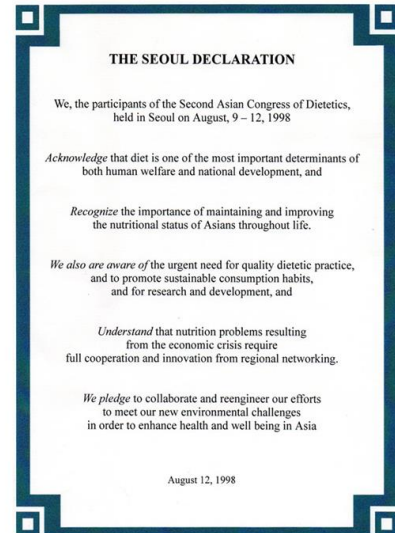 THE SEOUL DECLARATION
We, the participants of the Second Asian Congress of Dietetics,
held in Seoul on August, 9 – 12, 1998
Acknowledge that diet is one of the most important determinants of
both human welfare and national development, and
Recognize the importance of maintaining and improving
the nutritional status of Asians throughout life.
We also are aware of the urgent need for quality dietetic practice,
and to promote sustainable consumption habits,
and for research and development, and
Understand that nutrition problems resulting
from the economic crisis require
full cooperation and innovation from regional networking.
We pledge to collaborate and reengineer our efforts
to meet our new environmental challenges
in order to enhance health and well being in Asia
August 12, 1998